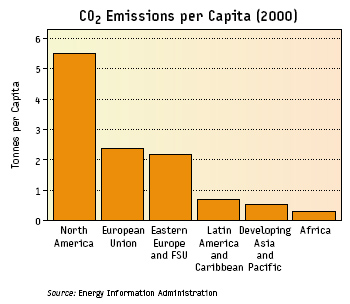 CO₂ Emissions per Capita (2000)
Tonnes per Capita
6
5
4
3
2
1
0
North America
European Union
Eastern Europe and FSU
Latin America and Caribbean
Developing Asia and Pacific
Africa
Source: Energy Information Administration